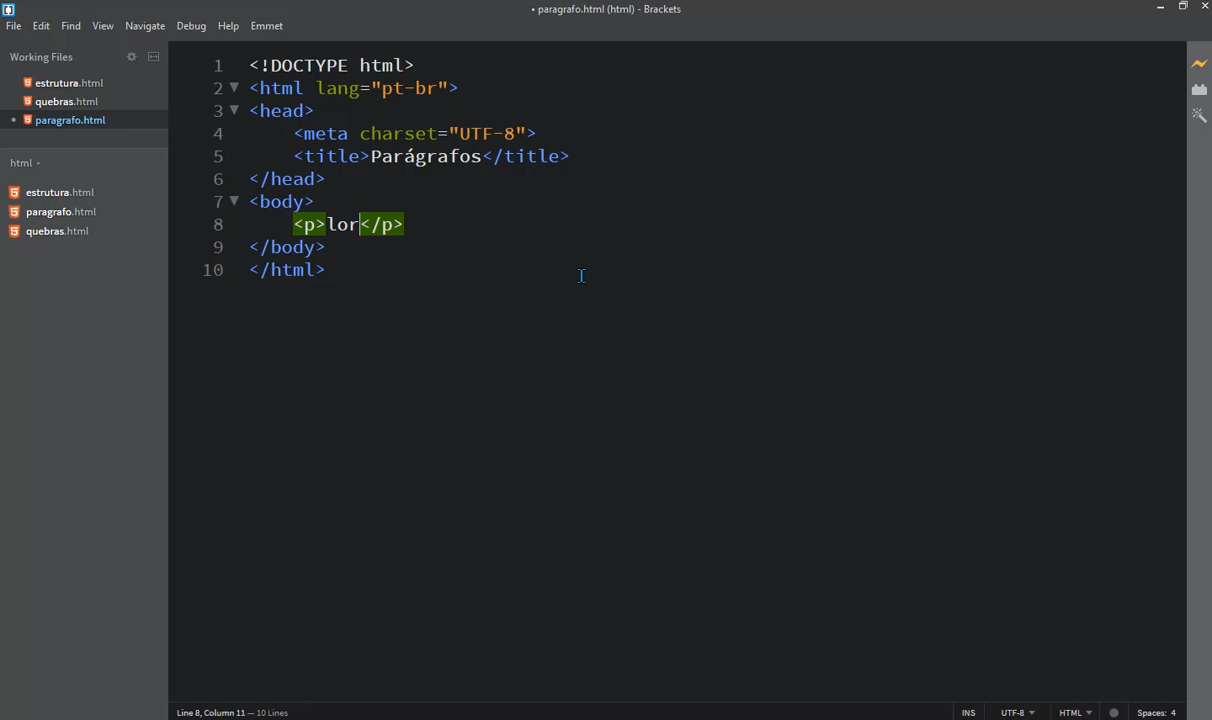 • paragrafo.html (html) - Brackets
File Edit Find View Navigate Debug Help Emmet
Working Files
estrutura.html
quebras.html
• paragrafo.html
html
estrutura.html
paragrafo.html
quebras.html
1 <!DOCTYPE html>
2 <html lang="pt-br">
3 <head>
4 <meta charset="UTF-8">
5 <title>Parágrafos</title>
6 </head>
7 <body>
8 <p>lor</p>
9 </body>
10 </html>
Line 8, Column 11 — 10 Lines
INS UTF-8 HTML Spaces: 4